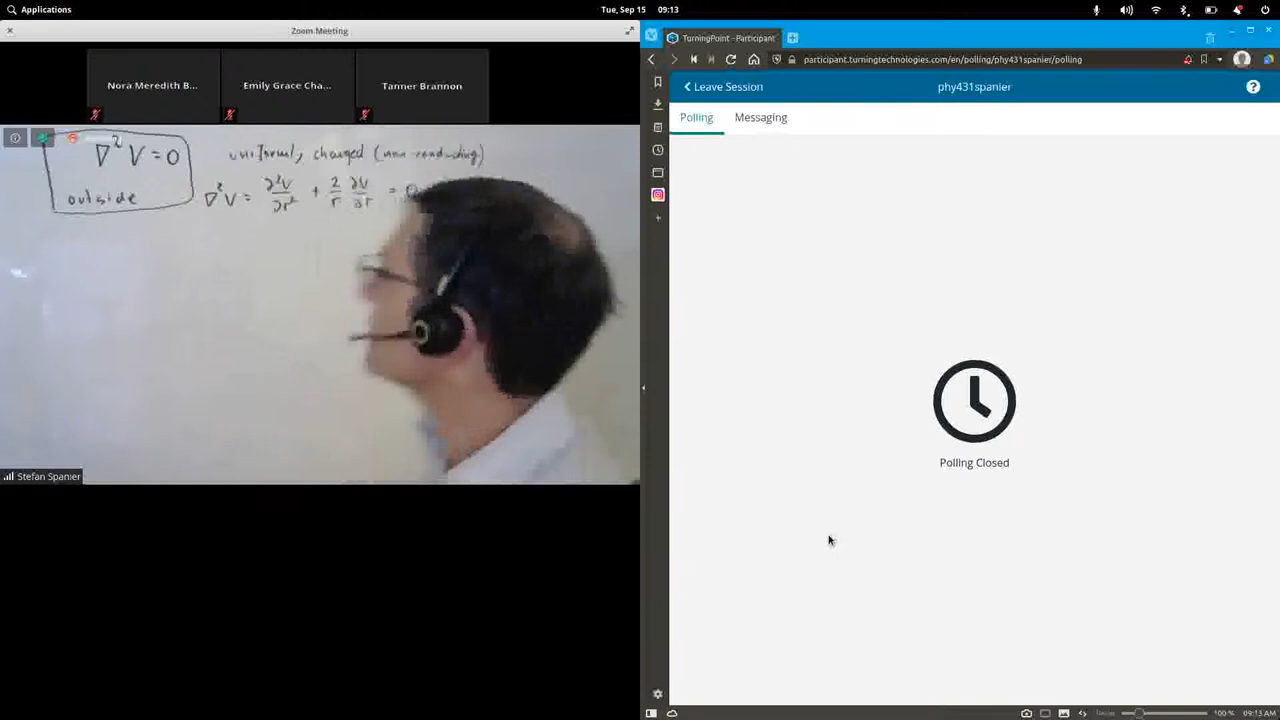 Applications
Tue, Sep 15 09:13
Zoom Meeting
Nora Meredith B...
Emily Grace Cha...
Tanner Brannon
∇² V = 0
outside
charged (non-conducting)
∇²V = ∂²V/∂r² + 2/r ∂V/∂r = 0
Stefan Spanier
TurningPoint - Participant
participant.turningtechnologies.com/en/polling/phy431spanier/polling
Leave Session
phy431spanier
Polling
Messaging
Polling Closed
100 %
09:13 AM